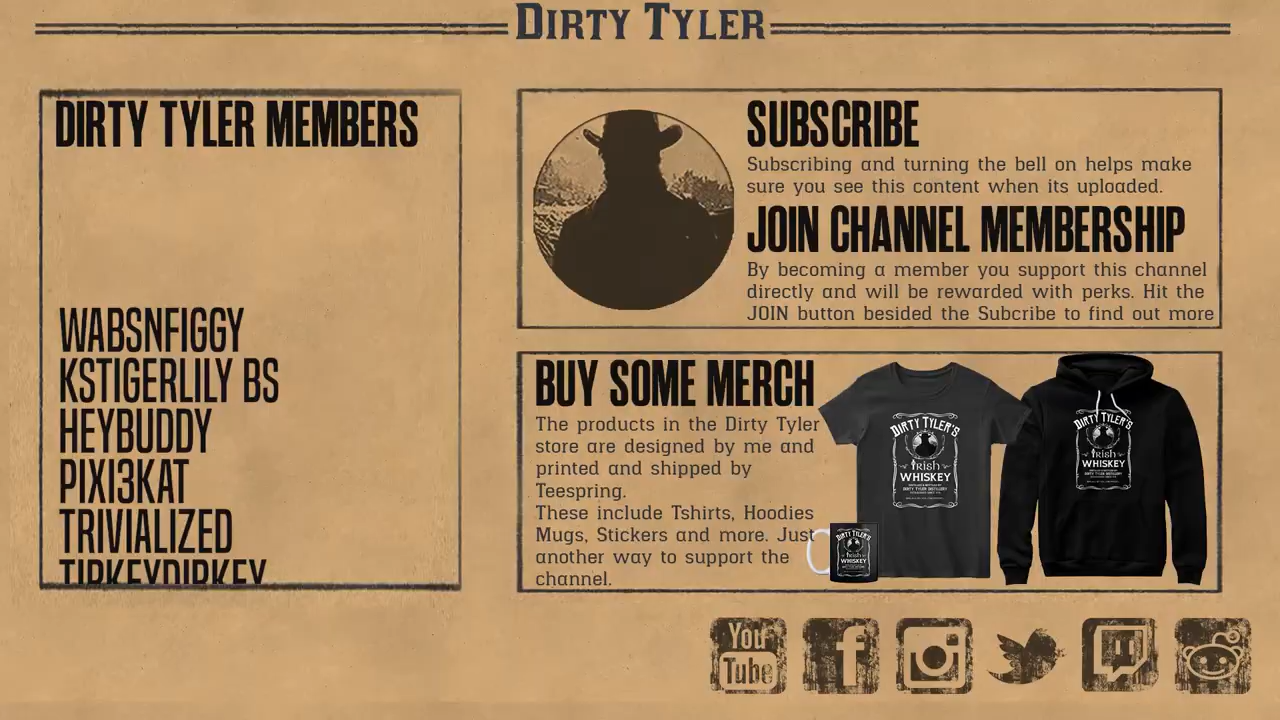 DIRTY TYLER
DIRTY TYLER MEMBERS
WABSNFIGGY
KSTIGERLILY BS
HEYBUDDY
PIXI3KAT
TRIVIALIZED
SUBSCRIBE
Subscribing and turning the bell on helps make
sure you see this content when its uploaded.
JOIN CHANNEL MEMBERSHIP
By becoming a member you support this channel
directly and will be rewarded with perks. Hit the
JOIN button besided the Subcribe to find out more
BUY SOME MERCH
The products in the Dirty Tyler
store are designed by me and
printed and shipped by
Teespring.
These include Tshirts, Hoodies
Mugs, Stickers and more. Just
another way to support the
channel.
DIRTY TYLER'S
Irish
WHISKEY
DIRTY TYLER'S
Irish
WHISKEY
DIRTY TYLER'S
Irish
WHISKEY
You
Tube